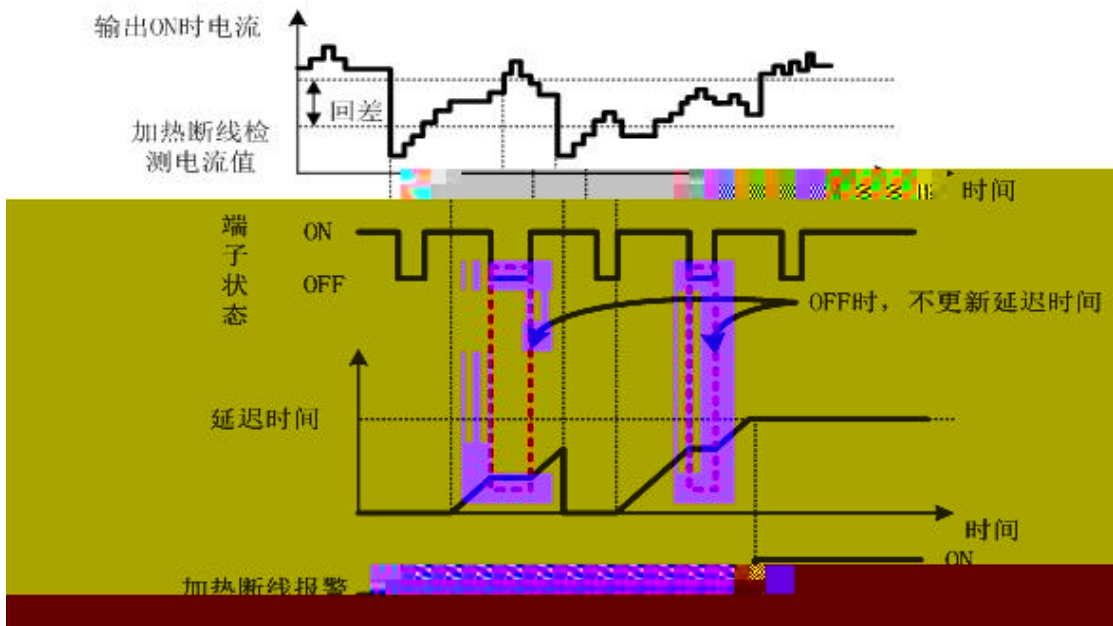 输出ON时电流
回差
加热断线检
测电流值
时间
端子状态
ON
OFF
OFF时，不更新延迟时间
延迟时间
时间
ON
加热断线报警